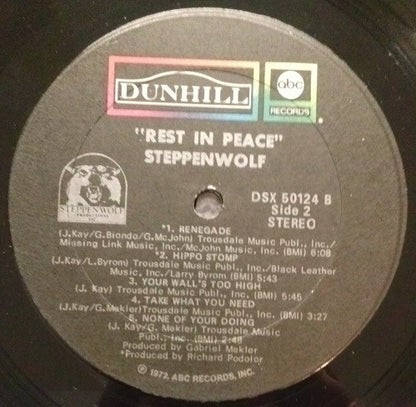 DUNHILL
abc
RECORDS
"REST IN PEACE"
STEPPENWOLF
STEPPENWOLF
PRODUCTIONS
INC
DSX 50124 B
Side 2
STEREO
*1. RENEGADE
(J.Kay/G.Biondo/G.McJohn) Trousdale Music Publ., Inc./
Missing Link Music, Inc. (BMI) 6:08
*2. HIPPO STOMP
(J.Kay/L.Byrom) Trousdale Music Publ., Inc./Black Leather
Music, Inc./Larry Byrom (BMI) 5:43
3. YOUR WALL'S TOO HIGH
(J. Kay) Trousdale Music Publ., Inc. (BMI) 5:45
4. TAKE WHAT YOU NEED
(J.Kay/G.Mekler)Trousdale Music Publ., Inc. (BMI) 3:27
5. NONE OF YOUR DOING
(J. Kay/G. Mekler) Trousdale Music
Publ., Inc. (BMI) 2:48
Produced by Gabriel Mekler
*Produced by Richard Podolor
© 1972, ABC RECORDS, INC.